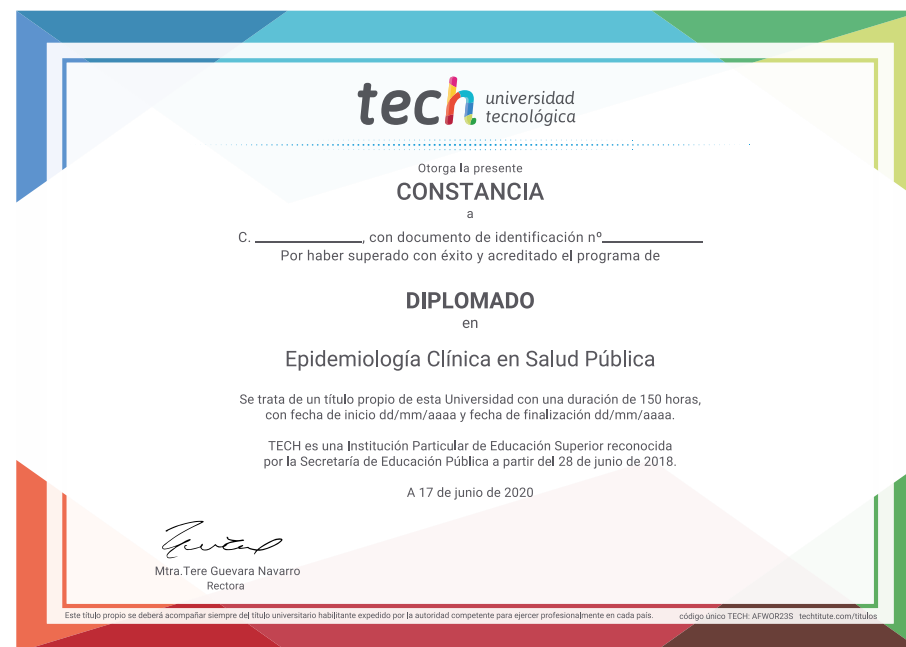 tech universidad
tecnológica
Otorga la presente
CONSTANCIA
a
C. ____________, con documento de identificación nº____________
Por haber superado con éxito y acreditado el programa de
DIPLOMADO
en
Epidemiología Clínica en Salud Pública
Se trata de un título propio de esta Universidad con una duración de 150 horas,
con fecha de inicio dd/mm/aaaa y fecha de finalización dd/mm/aaaa.
TECH es una Institución Particular de Educación Superior reconocida
por la Secretaría de Educación Pública a partir del 28 de junio de 2018.
A 17 de junio de 2020
Mtra.Tere Guevara Navarro
Rectora
Este título propio se deberá acompañar siempre del título universitario habilitante expedido por la autoridad competente para ejercer profesionalmente en cada país. código único TECH: AFWOR23S techtitute.com/titulos